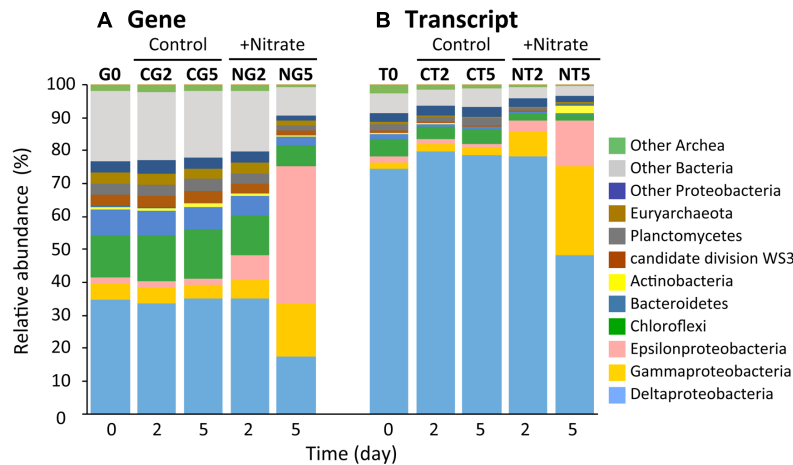 A Gene
B Transcript
Control
+Nitrate
Control
+Nitrate
G0 CG2 CG5 NG2 NG5
T0 CT2 CT5 NT2 NT5
Relative abundance (%)
100
90
80
70
60
50
40
30
20
10
0
0 2 5 2 5
0 2 5 2 5
Time (day)
Other Archea
Other Bacteria
Other Proteobacteria
Euryarchaeota
Planctomycetes
candidate division WS3
Actinobacteria
Bacteroidetes
Chloroflexi
Epsilonproteobacteria
Gammaproteobacteria
Deltaproteobacteria